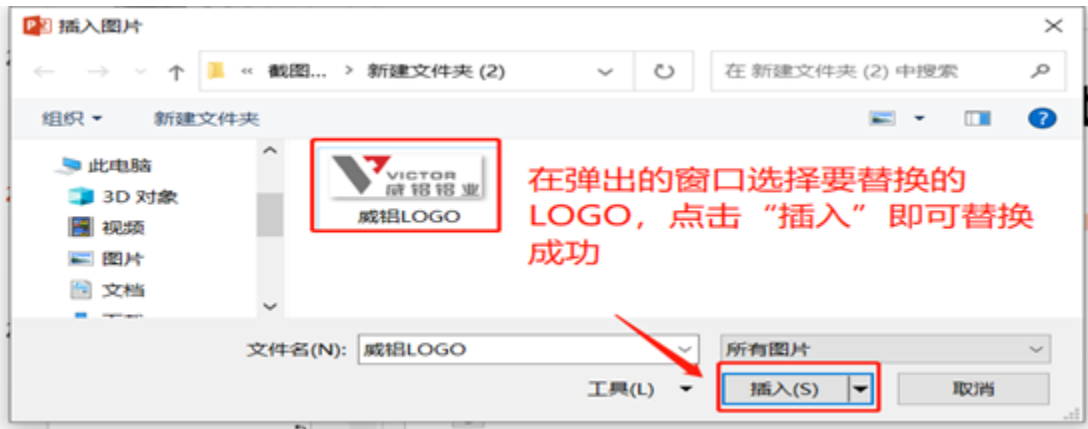 插入图片
« 截图... > 新建文件夹 (2)
在 新建文件夹 (2) 中搜索
组织
新建文件夹
此电脑
3D 对象
视频
图片
文档
VICTOR
威铝铝业
威铝LOGO
在弹出的窗口选择要替换的
LOGO，点击“插入”即可替换
成功
文件名(N):
威铝LOGO
所有图片
工具(L)
插入(S)
取消